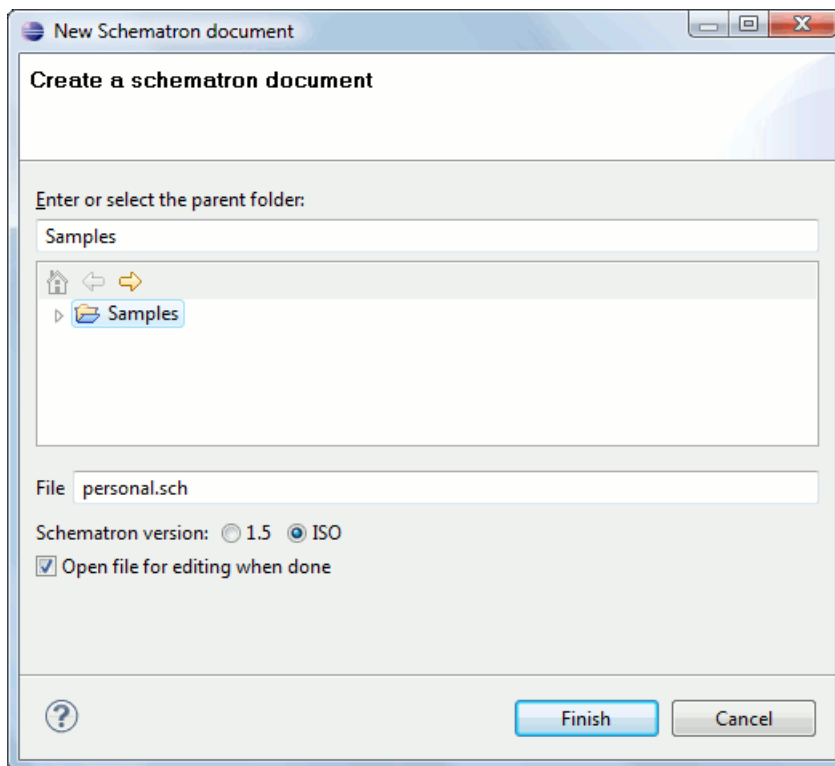 New Schematron document
Create a schematron document
Enter or select the parent folder:
Samples
Samples
File personal.sch
Schematron version: 1.5 ISO
Open file for editing when done
? Finish Cancel